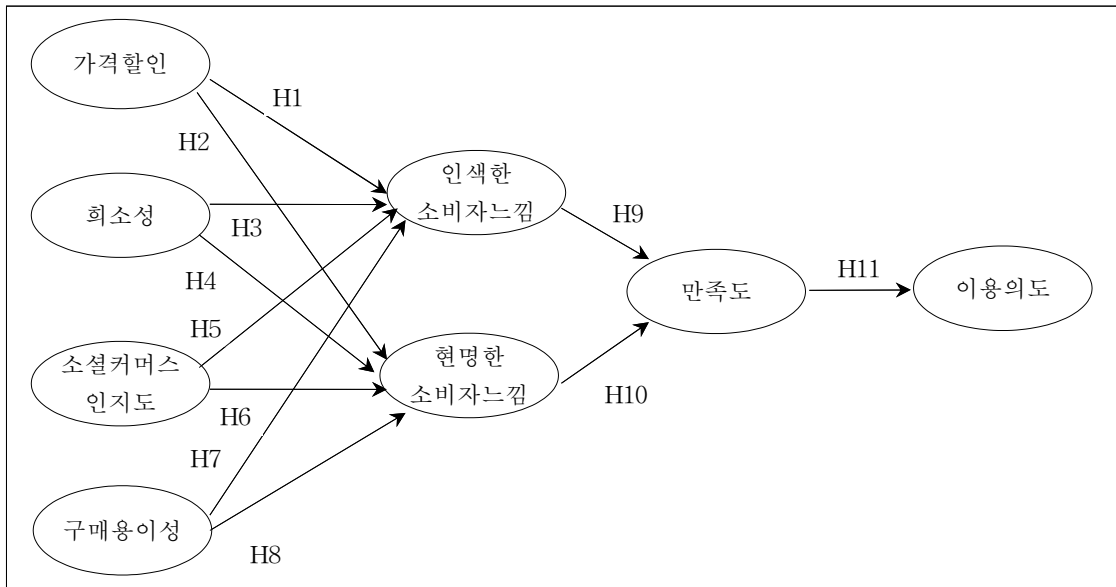 가격할인
H1
H2
인색한
소비자느낌
희소성
H3
H9
H4
만족도
H11
이용의도
H5
소셜커머스
인지도
현명한
소비자느낌
H6
H10
H7
구매용이성
H8